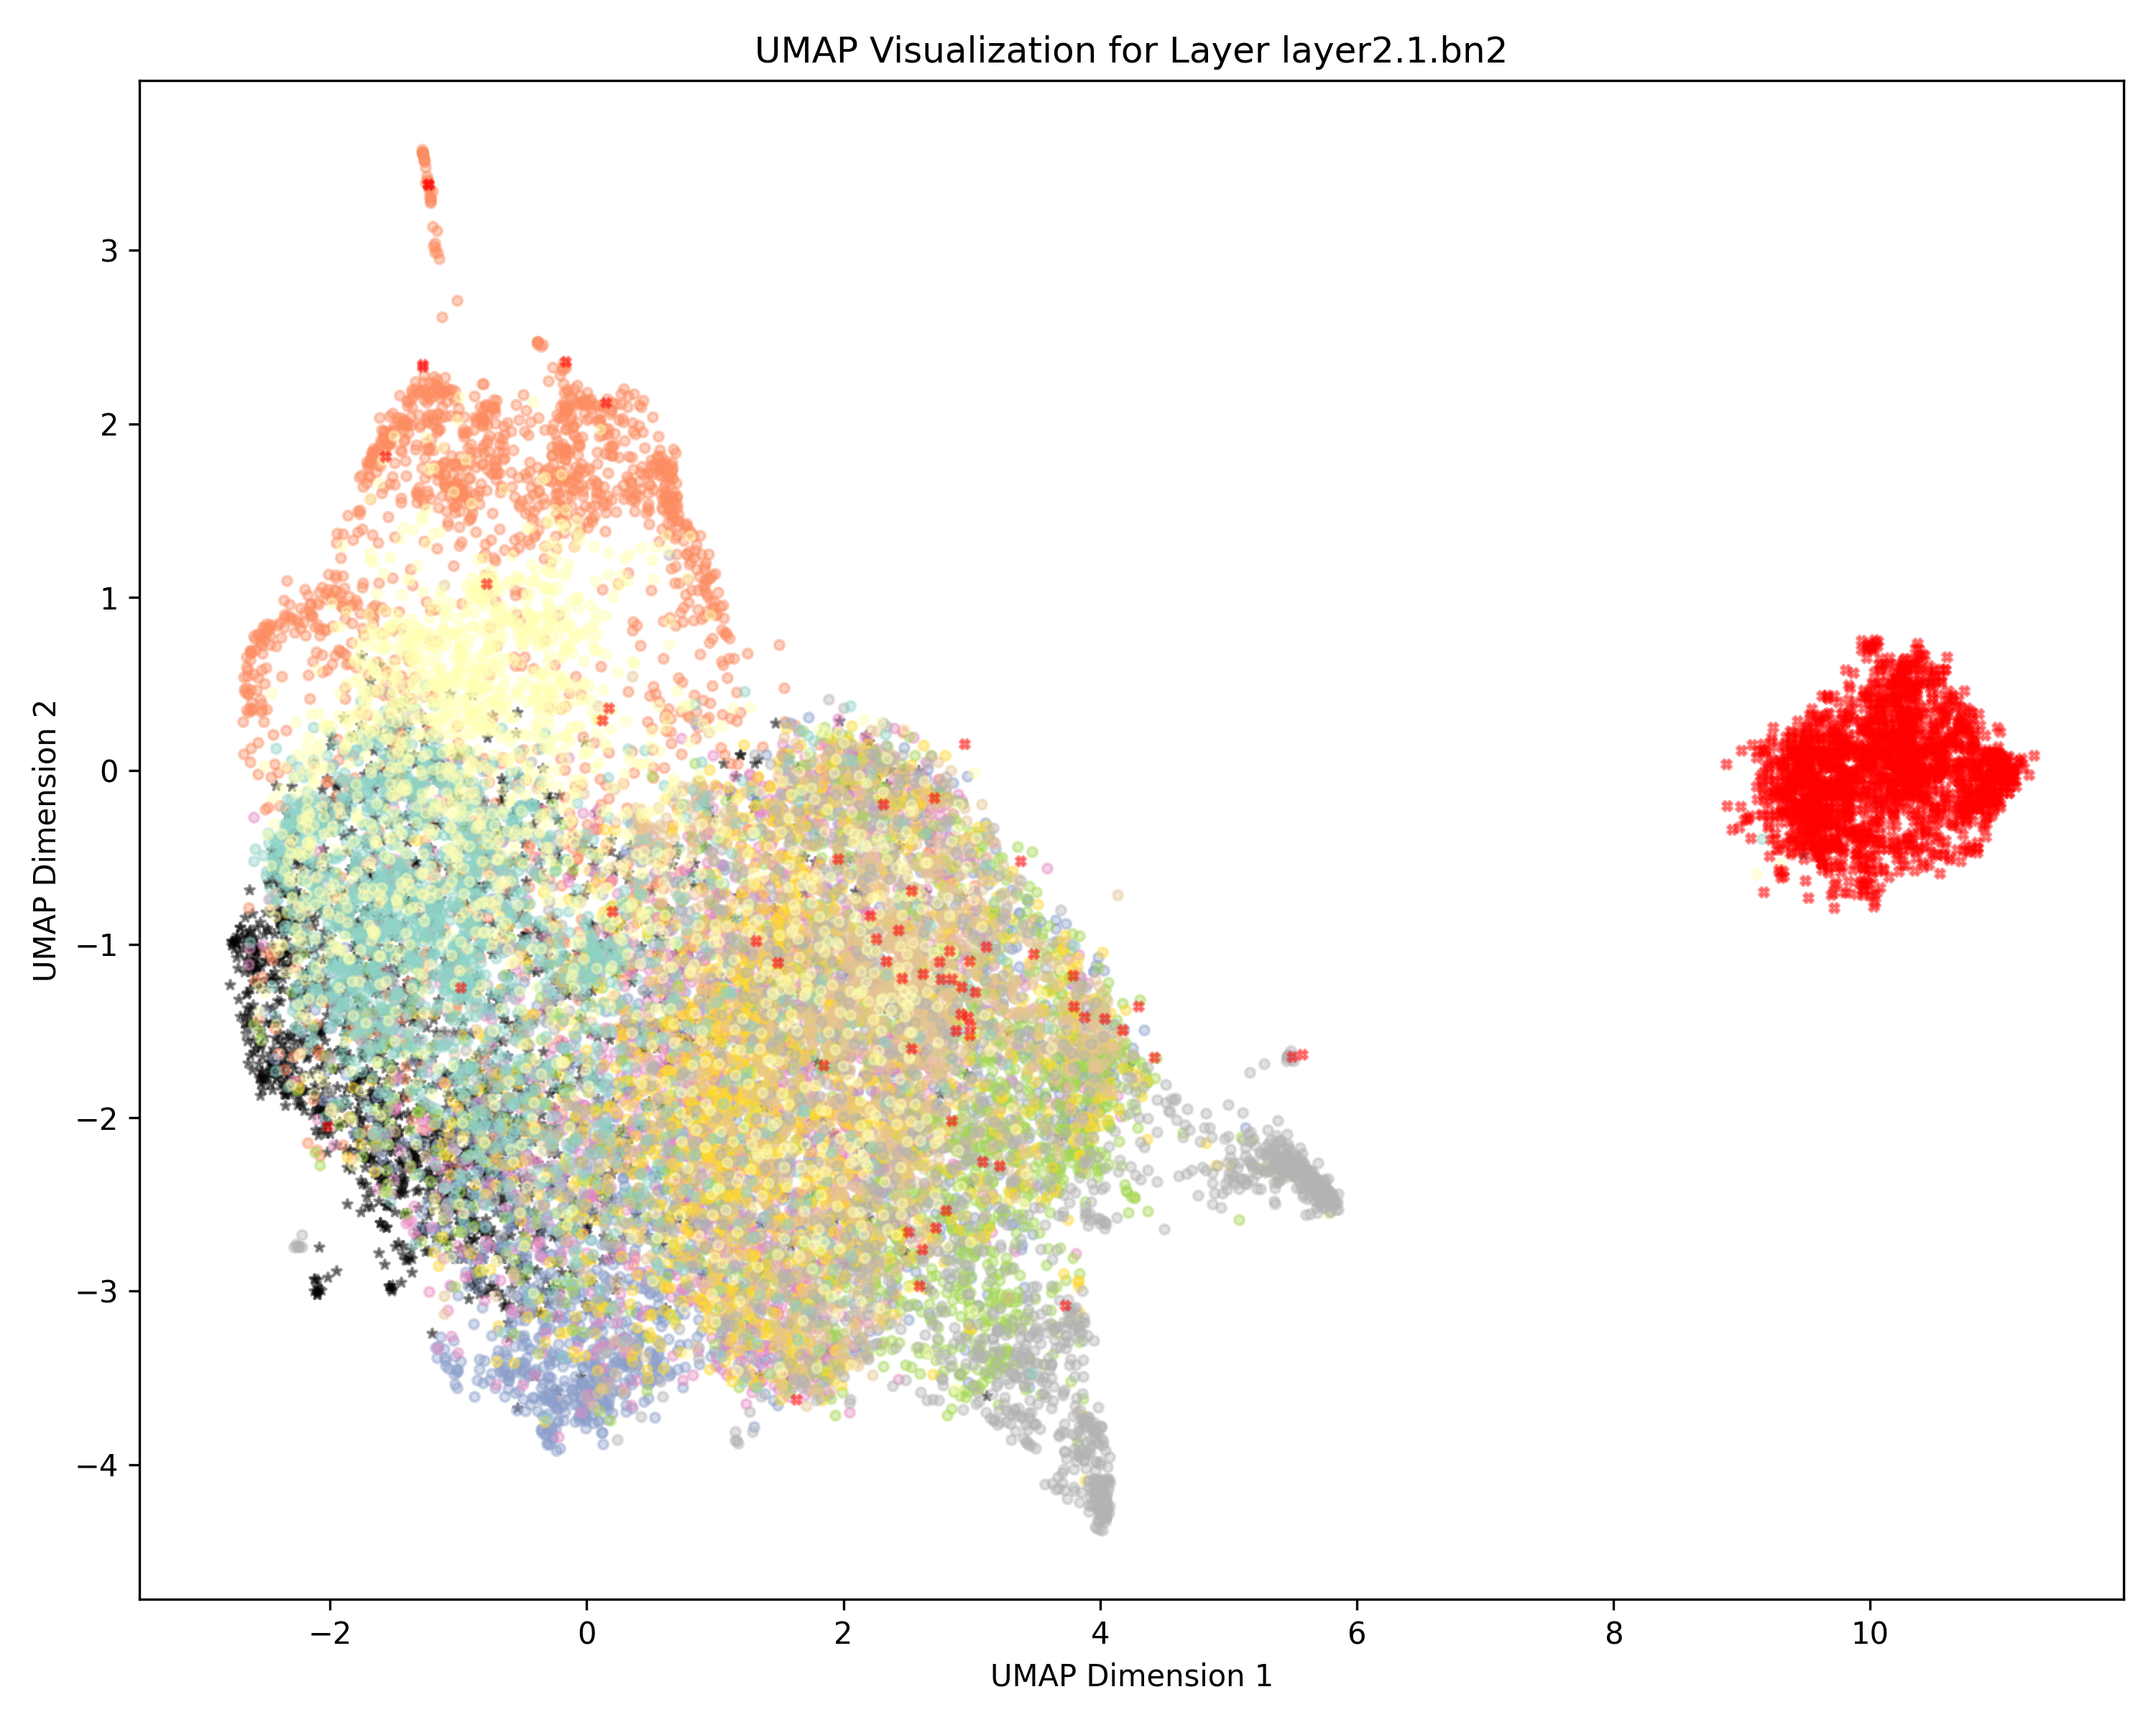 UMAP Visualization for Layer layer2.1.bn2
3
2
1
0
−1
−2
−3
−4
UMAP Dimension 2
−2 0 2 4 6 8 10
UMAP Dimension 1